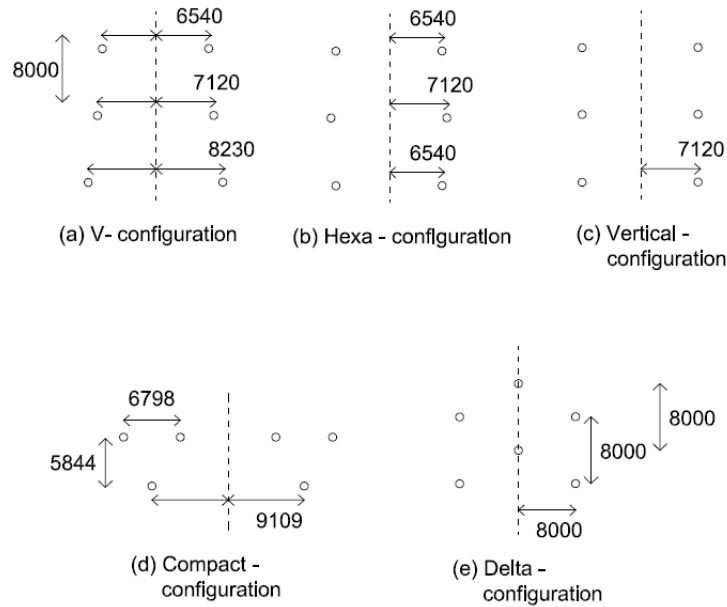 6540
8000
7120
8230
(a) V- configuration
6540
7120
6540
(b) Hexa - configuration
7120
(c) Vertical -
configuration
6798
5844
9109
(d) Compact -
configuration
8000
8000
8000
(e) Delta -
configuration